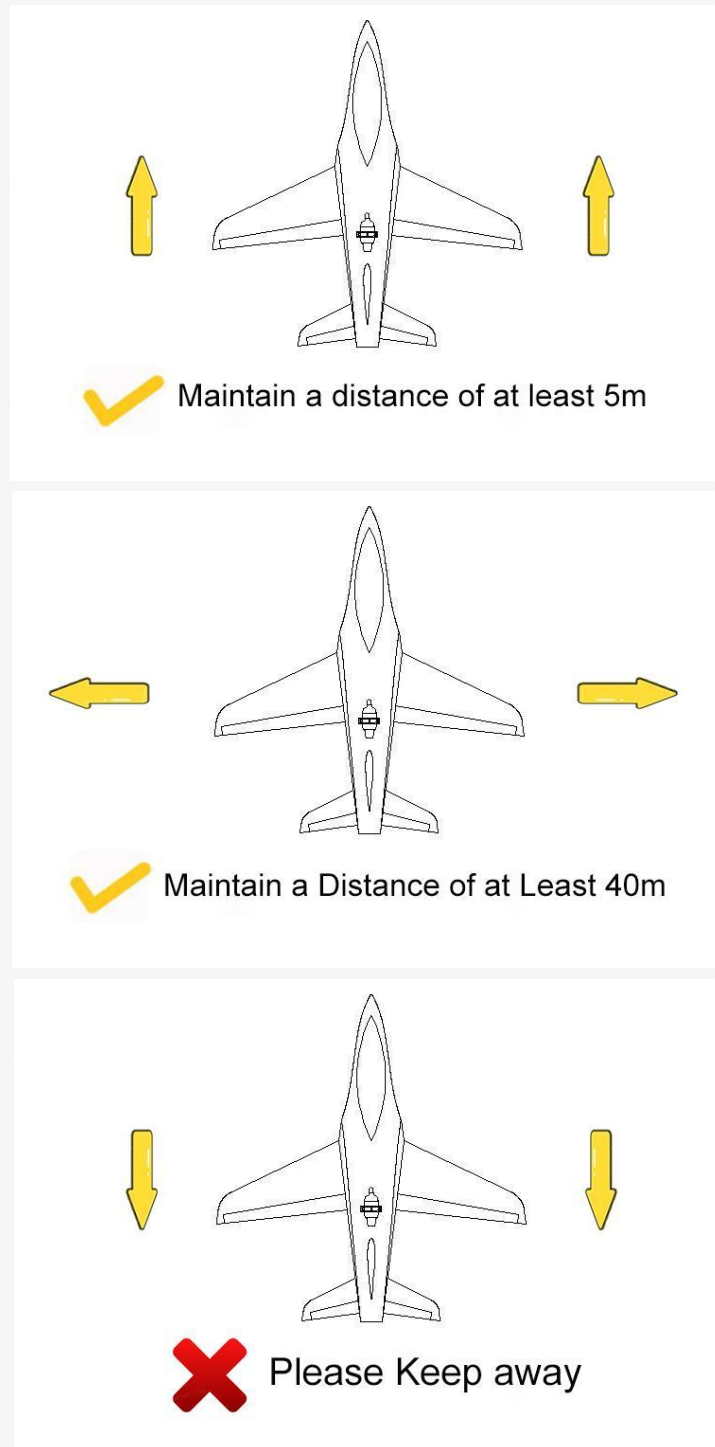 Maintain a distance of at least 5m
Maintain a Distance of at Least 40m
Please Keep away